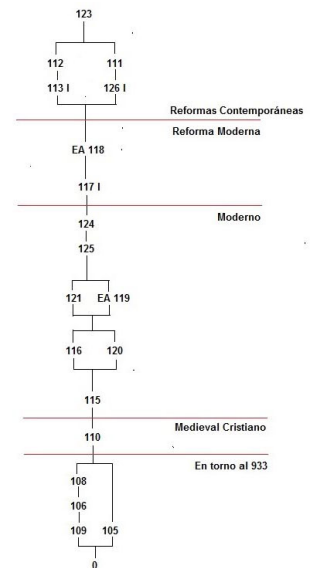 123
112 111
113 I 126 I
Reformas Contemporáneas
Reforma Moderna
EA 118
117 I
Moderno
124
125
121 EA 119
116 120
115
Medieval Cristiano
110
En torno al 933
108
106
109 105
0